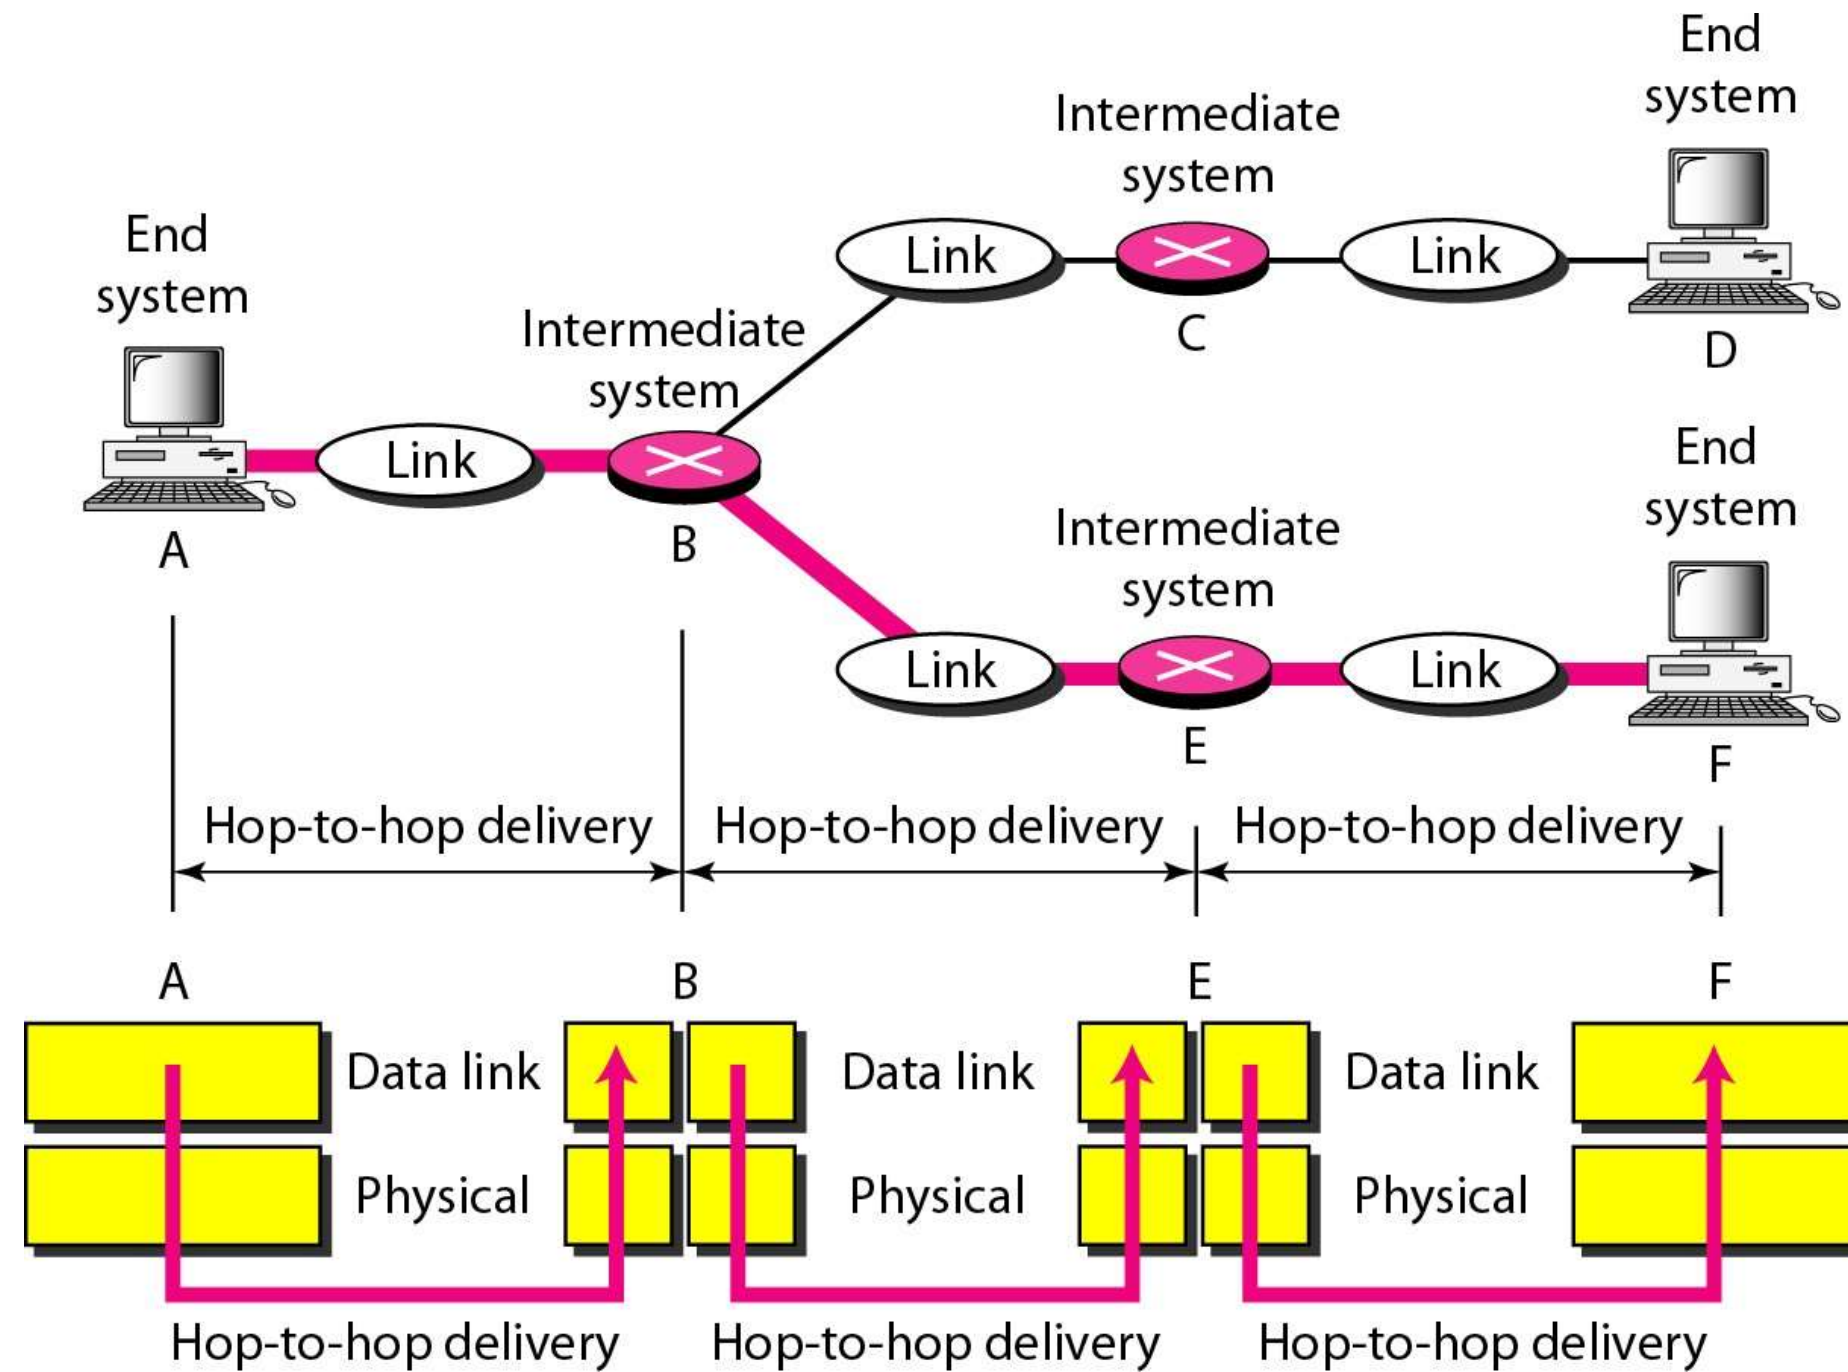 End
system
Intermediate
system
Link
Link
C
D
End
system
Intermediate
system
Link
A
B
End
system
Intermediate
system
Link
Link
E
F
Hop-to-hop delivery
Hop-to-hop delivery
Hop-to-hop delivery
A
B
E
F
Data link
Data link
Data link
Physical
Physical
Physical
Hop-to-hop delivery
Hop-to-hop delivery
Hop-to-hop delivery